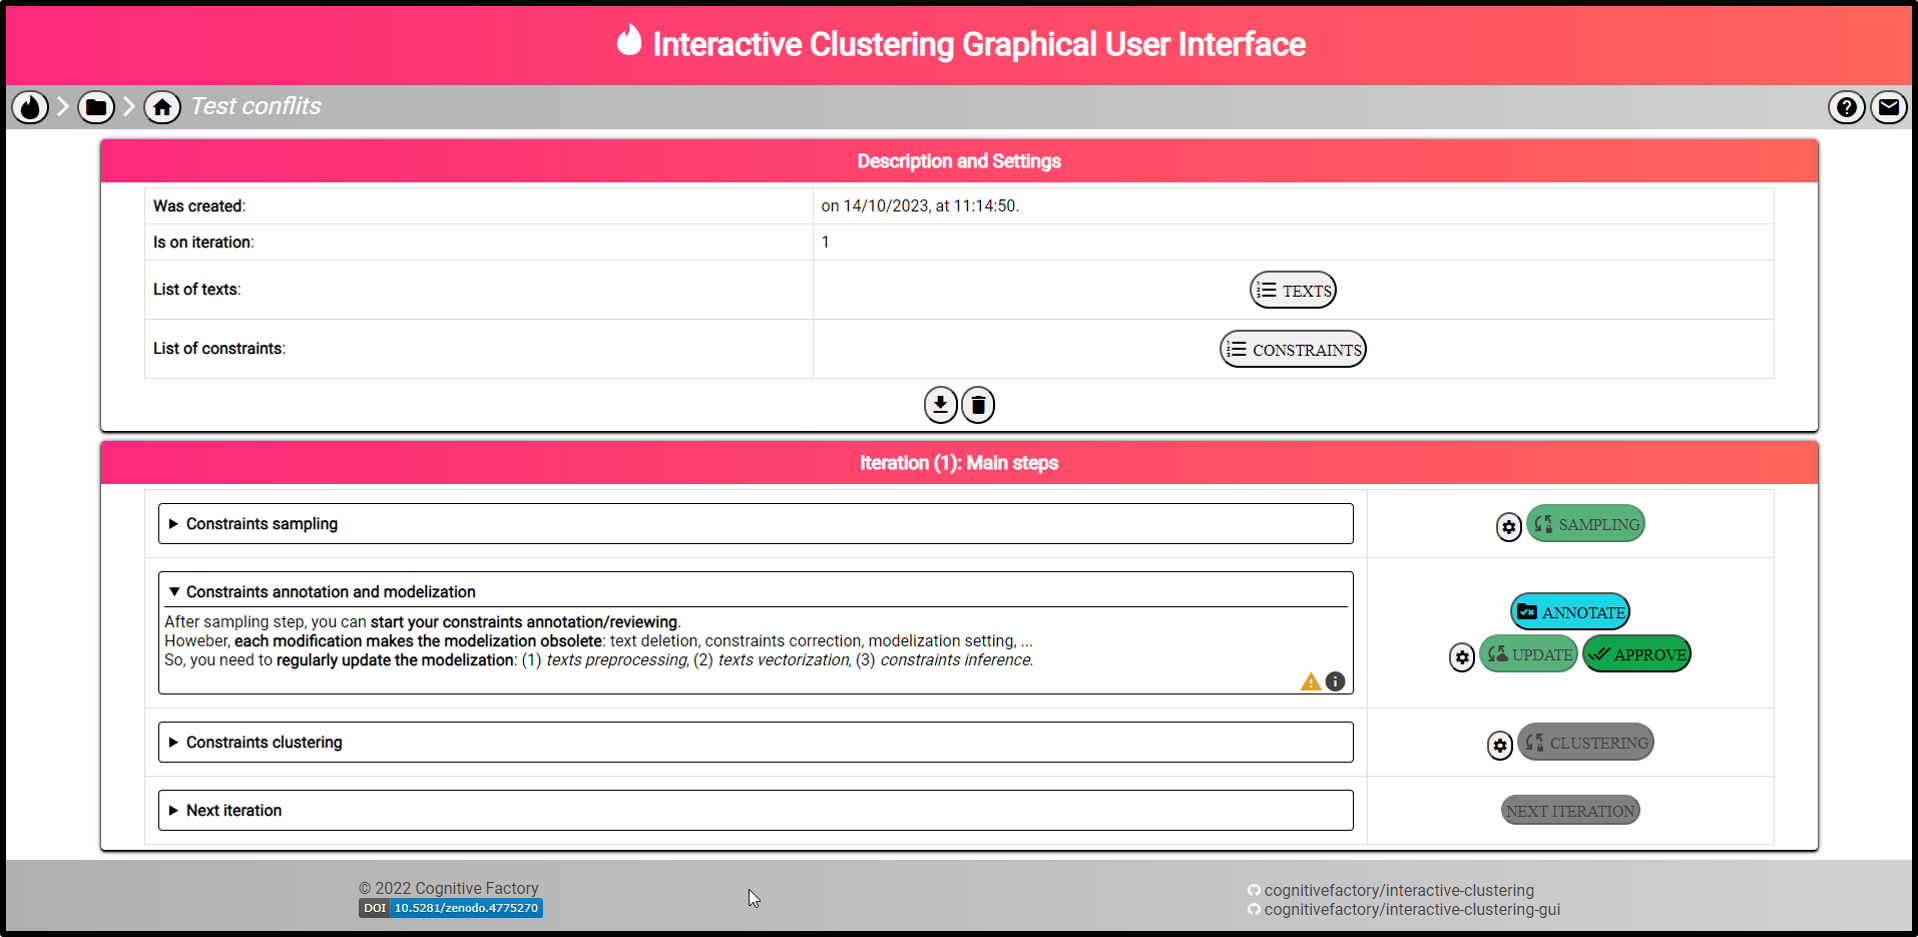 Interactive Clustering Graphical User Interface
Test conflits
Description and Settings
Was created: on 14/10/2023, at 11:14:50.
Is on iteration: 1
List of texts: TEXTS
List of constraints: CONSTRAINTS
Iteration (1): Main steps
Constraints sampling
SAMPLING
Constraints annotation and modelization
After sampling step, you can start your constraints annotation/reviewing.
Howeber, each modification makes the modelization obsolete: text deletion, constraints correction, modelization setting, ...
So, you need to regularly update the modelization: (1) texts preprocessing, (2) texts vectorization, (3) constraints inference.
ANNOTATE
UPDATE APPROVE
Constraints clustering
CLUSTERING
Next iteration
NEXT ITERATION
© 2022 Cognitive Factory
DOI 10.5281/zenodo.4775270
cognitivefactory/interactive-clustering
cognitivefactory/interactive-clustering-gui